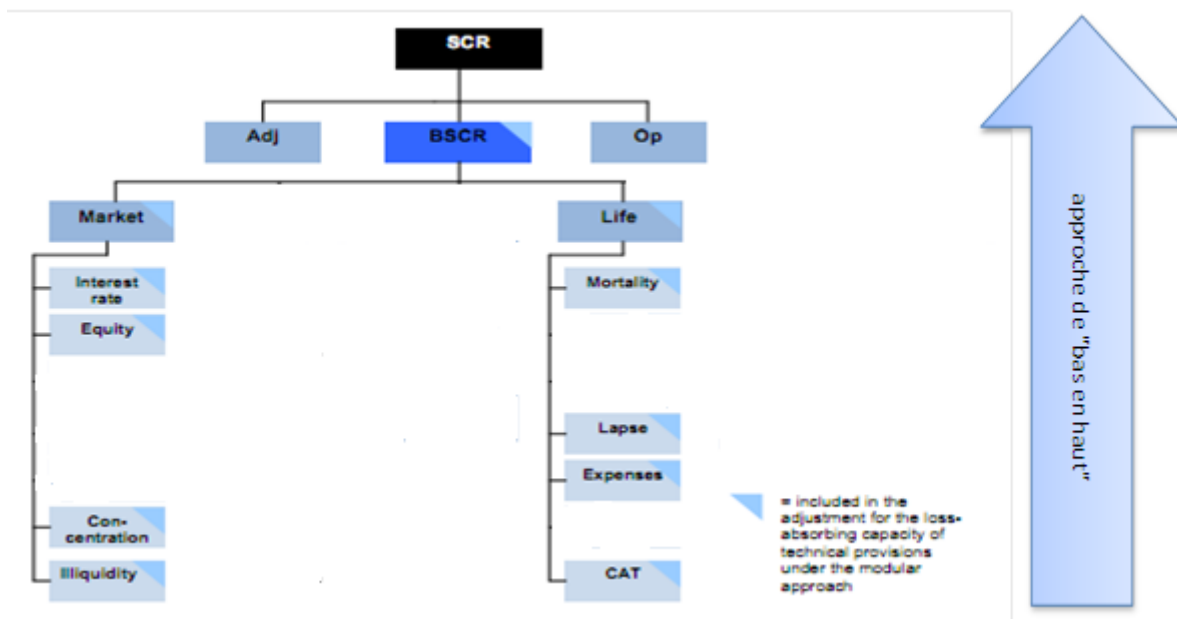 SCR
Adj
BSCR
Op
Market
Life
Interest
rate
Mortality
Equity
Lapse
Expenses
Con-
centration
Illiquidity
CAT
= included in the
adjustment for the loss-
absorbing capacity of
technical provisions
under the modular
approach
approche de "bas en haut"